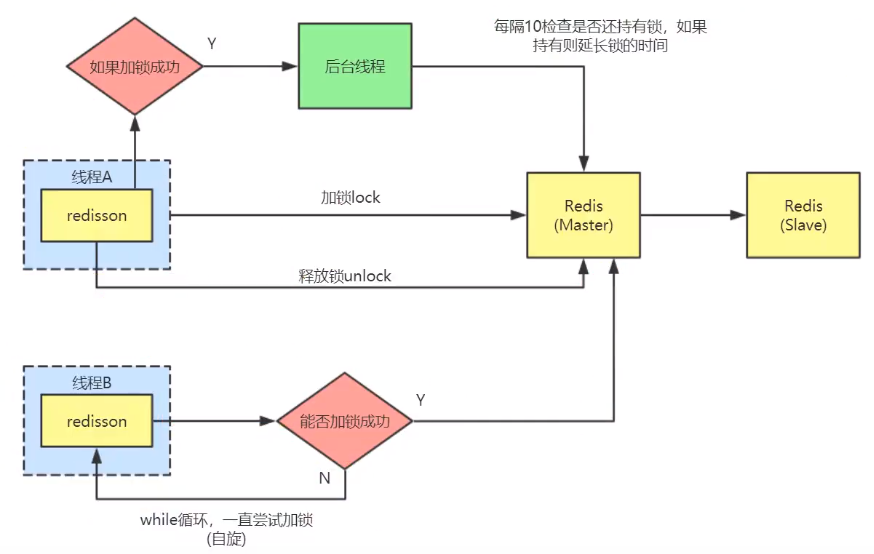 每隔10检查是否还持有锁，如果
持有则延长锁的时间
Y
如果加锁成功
后台线程
线程A
redisson
加锁lock
Redis
(Master)
Redis
(Slave)
释放锁unlock
线程B
redisson
能否加锁成功
Y
N
while循环，一直尝试加锁
(自旋)